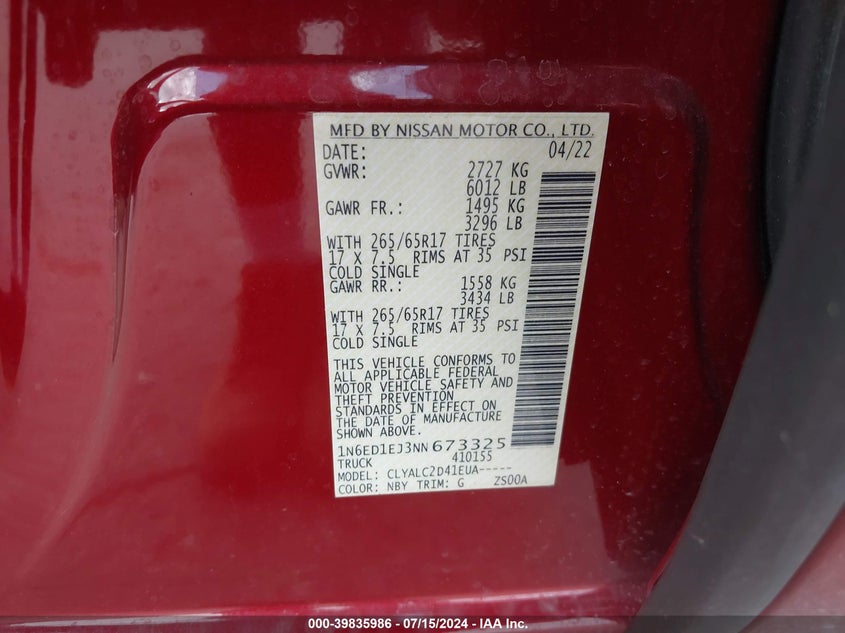 MFD BY NISSAN MOTOR CO., LTD.
DATE: 04/22
GVWR: 2727 KG
6012 LB
GAWR FR.: 1495 KG
3296 LB
WITH 265/65R17 TIRES
17 X 7.5 RIMS AT 35 PSI
COLD SINGLE
GAWR RR.: 1558 KG
3434 LB
WITH 265/65R17 TIRES
17 X 7.5 RIMS AT 35 PSI
COLD SINGLE
THIS VEHICLE CONFORMS TO
ALL APPLICABLE FEDERAL
MOTOR VEHICLE SAFETY AND
THEFT PREVENTION
STANDARDS IN EFFECT ON
THE DATE OF MANUFACTURE
SHOWN ABOVE.
1N6ED1EJ3NN673325
TRUCK 410155
MODEL: CLYALC2D41EUA-----
COLOR: NBY TRIM: G ZS00A
000-39835986 - 07/15/2024 - IAA Inc.